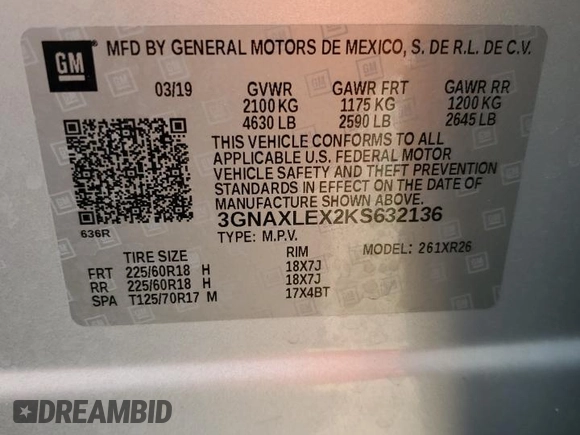 GM
MFD BY GENERAL MOTORS DE MEXICO, S. DE R.L. DE C.V.
03/19 GVWR GAWR FRT GAWR RR
2100 KG 1175 KG 1200 KG
4630 LB 2590 LB 2645 LB
THIS VEHICLE CONFORMS TO ALL
APPLICABLE U.S. FEDERAL MOTOR
VEHICLE SAFETY AND THEFT PREVENTION
STANDARDS IN EFFECT ON THE DATE OF
MANUFACTURE SHOWN ABOVE.
636R
3GNAXLEX2KS632136
TYPE: M.P.V. MODEL: 261XR26
TIRE SIZE RIM
FRT 225/60R18 H 18X7J
RR 225/60R18 H 18X7J
SPA T125/70R17 M 17X4BT
DREAMBID